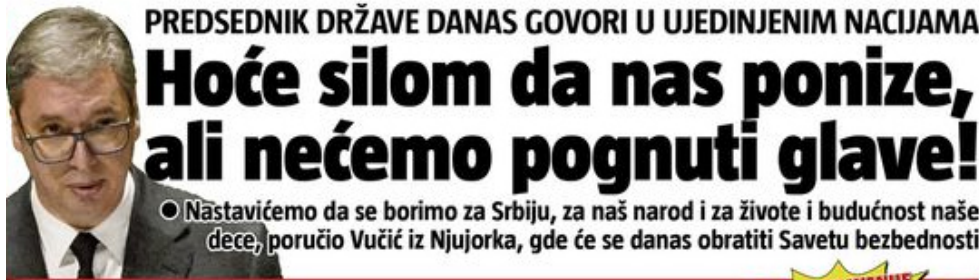 PREDSEDNIK DRŽAVE DANAS GOVORI U UJEDINJENIM NACIJAMA
Hoće silom da nas ponize,
ali nećemo pognuti glave!
● Nastavićemo da se borimo za Srbiju, za naš narod i za živote i budućnost naše
dece, poručio Vučić iz Njujorka, gde će se danas obratiti Savetu bezbednosti